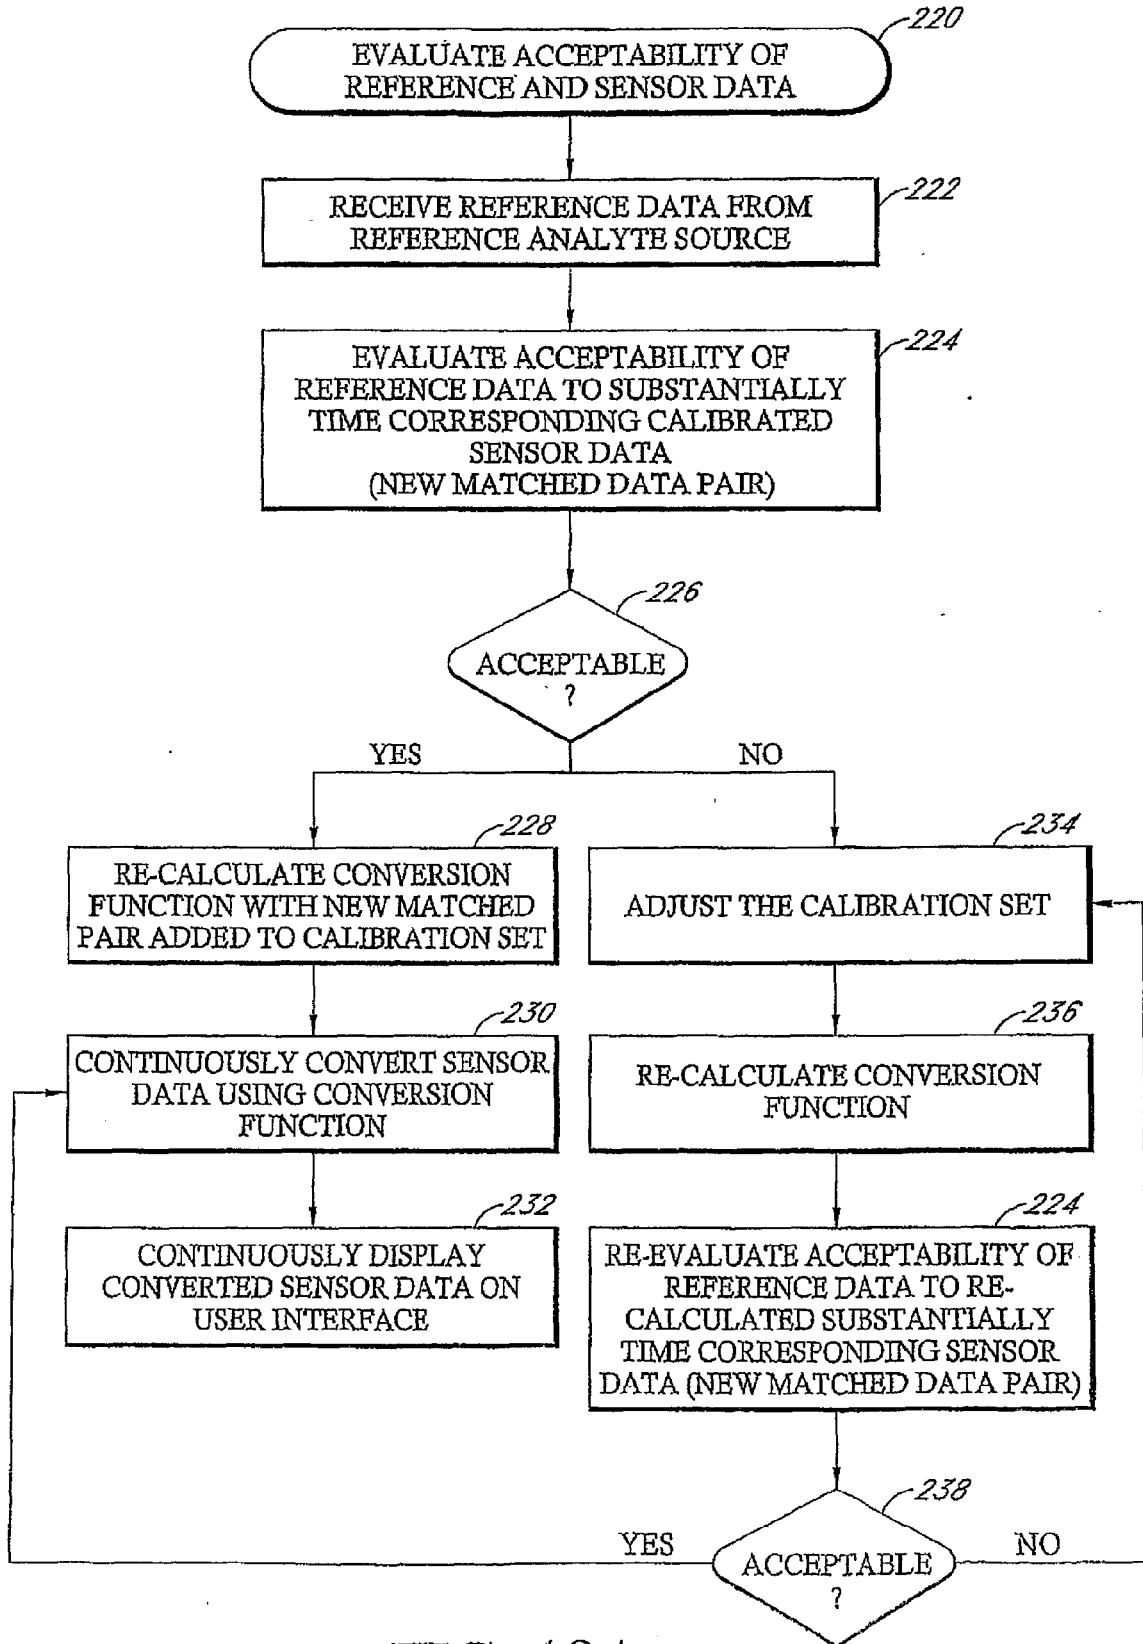 220
EVALUATE ACCEPTABILITY OF
REFERENCE AND SENSOR DATA
222
RECEIVE REFERENCE DATA FROM
REFERENCE ANALYTE SOURCE
224
EVALUATE ACCEPTABILITY OF
REFERENCE DATA TO SUBSTANTIALLY
TIME CORRESPONDING CALIBRATED
SENSOR DATA
(NEW MATCHED DATA PAIR)
226
ACCEPTABLE
?
YES
NO
228
RE-CALCULATE CONVERSION
FUNCTION WITH NEW MATCHED
PAIR ADDED TO CALIBRATION SET
234
ADJUST THE CALIBRATION SET
230
CONTINUOUSLY CONVERT SENSOR
DATA USING CONVERSION
FUNCTION
236
RE-CALCULATE CONVERSION
FUNCTION
232
CONTINUOUSLY DISPLAY
CONVERTED SENSOR DATA ON
USER INTERFACE
224
RE-EVALUATE ACCEPTABILITY OF
REFERENCE DATA TO RE-
CALCULATED SUBSTANTIALLY
TIME CORRESPONDING SENSOR
DATA (NEW MATCHED DATA PAIR)
238
YES
ACCEPTABLE
?
NO